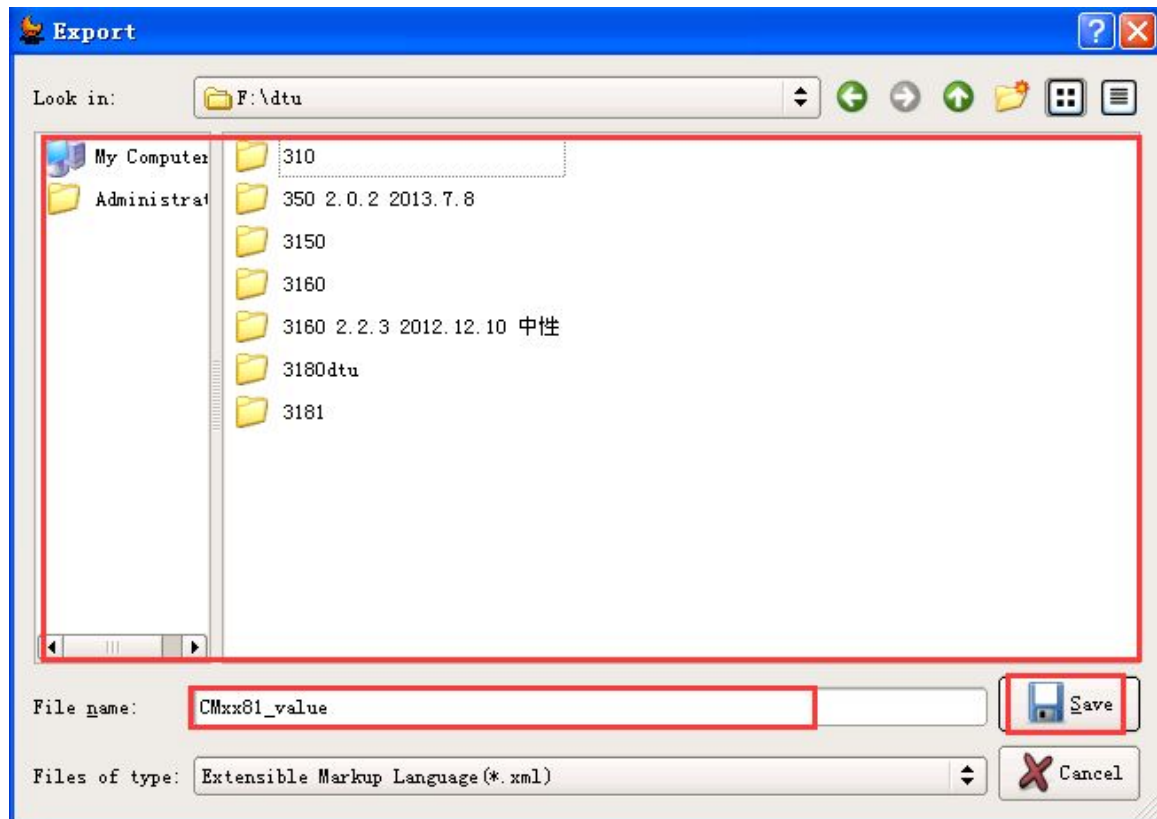 Export
Look in: F:\dtu
My Computer
Administrat
310
350 2.0.2 2013.7.8
3150
3160
3160 2.2.3 2012.12.10 中性
3180dtu
3181
File name: CMxx81_value Save
Files of type: Extensible Markup Language(*.xml) Cancel